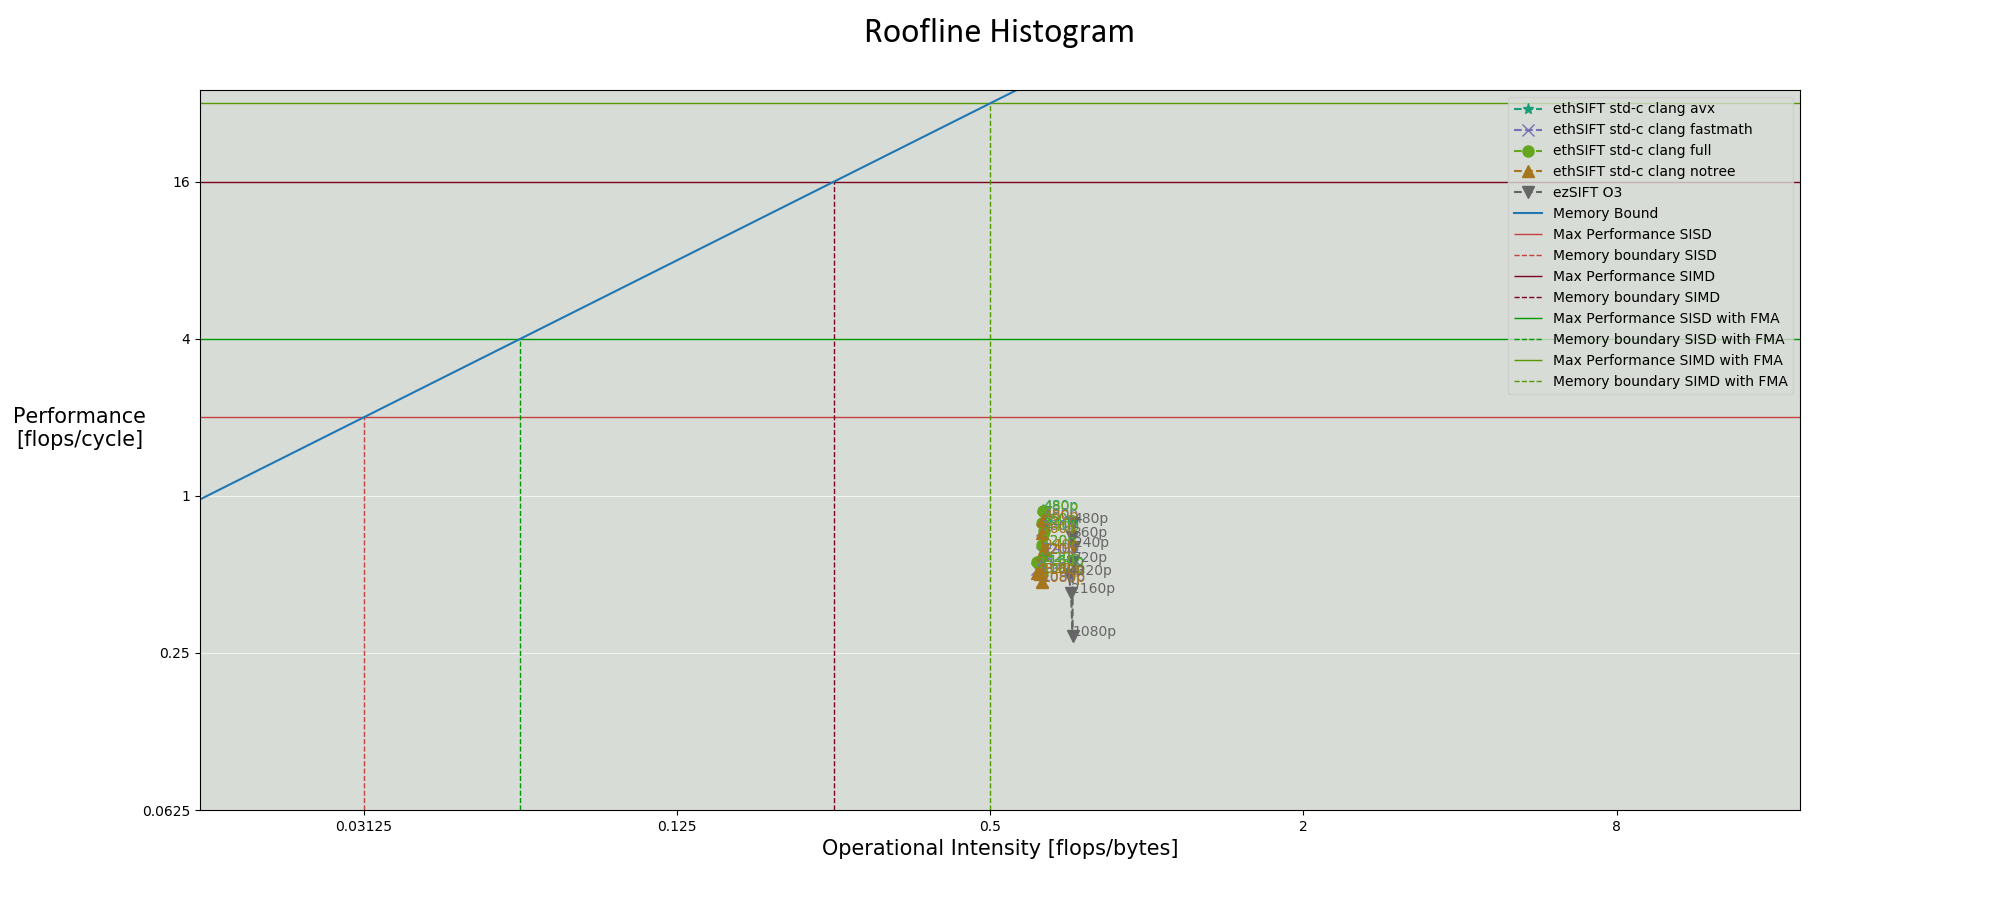 Roofline Histogram
ethSIFT std-c clang avx
ethSIFT std-c clang fastmath
ethSIFT std-c clang full
ethSIFT std-c clang notree
ezSIFT O3
Memory Bound
Max Performance SISD
Memory boundary SISD
Max Performance SIMD
Memory boundary SIMD
Max Performance SISD with FMA
Memory boundary SISD with FMA
Max Performance SIMD with FMA
Memory boundary SIMD with FMA
16
4
Performance
[flops/cycle]
1
0.25
0.0625
480p
480p
360p
240p
720p
320p
2160p
1080p
1080p
0.03125
0.125
0.5
2
8
Operational Intensity [flops/bytes]